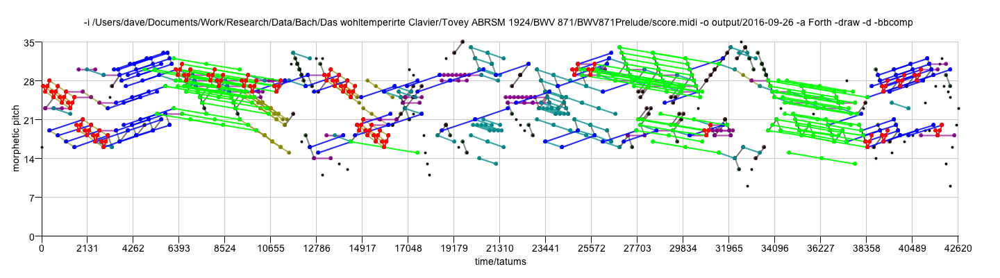 -i /Users/dave/Documents/Work/Research/Data/Bach/Das wohltemperirte Clavier/Tovey ABRSM 1924/BWV 871/BWV871Prelude/score.midi -o output/2016-09-26 -a Forth -draw -d -bbcomp
35
28
21
14
7
0
morphetic pitch
0 2131 4262 6393 8524 10655 12786 14917 17048 19179 21310 23441 25572 27703 29834 31965 34096 36227 38358 40489 42620
time/tatums